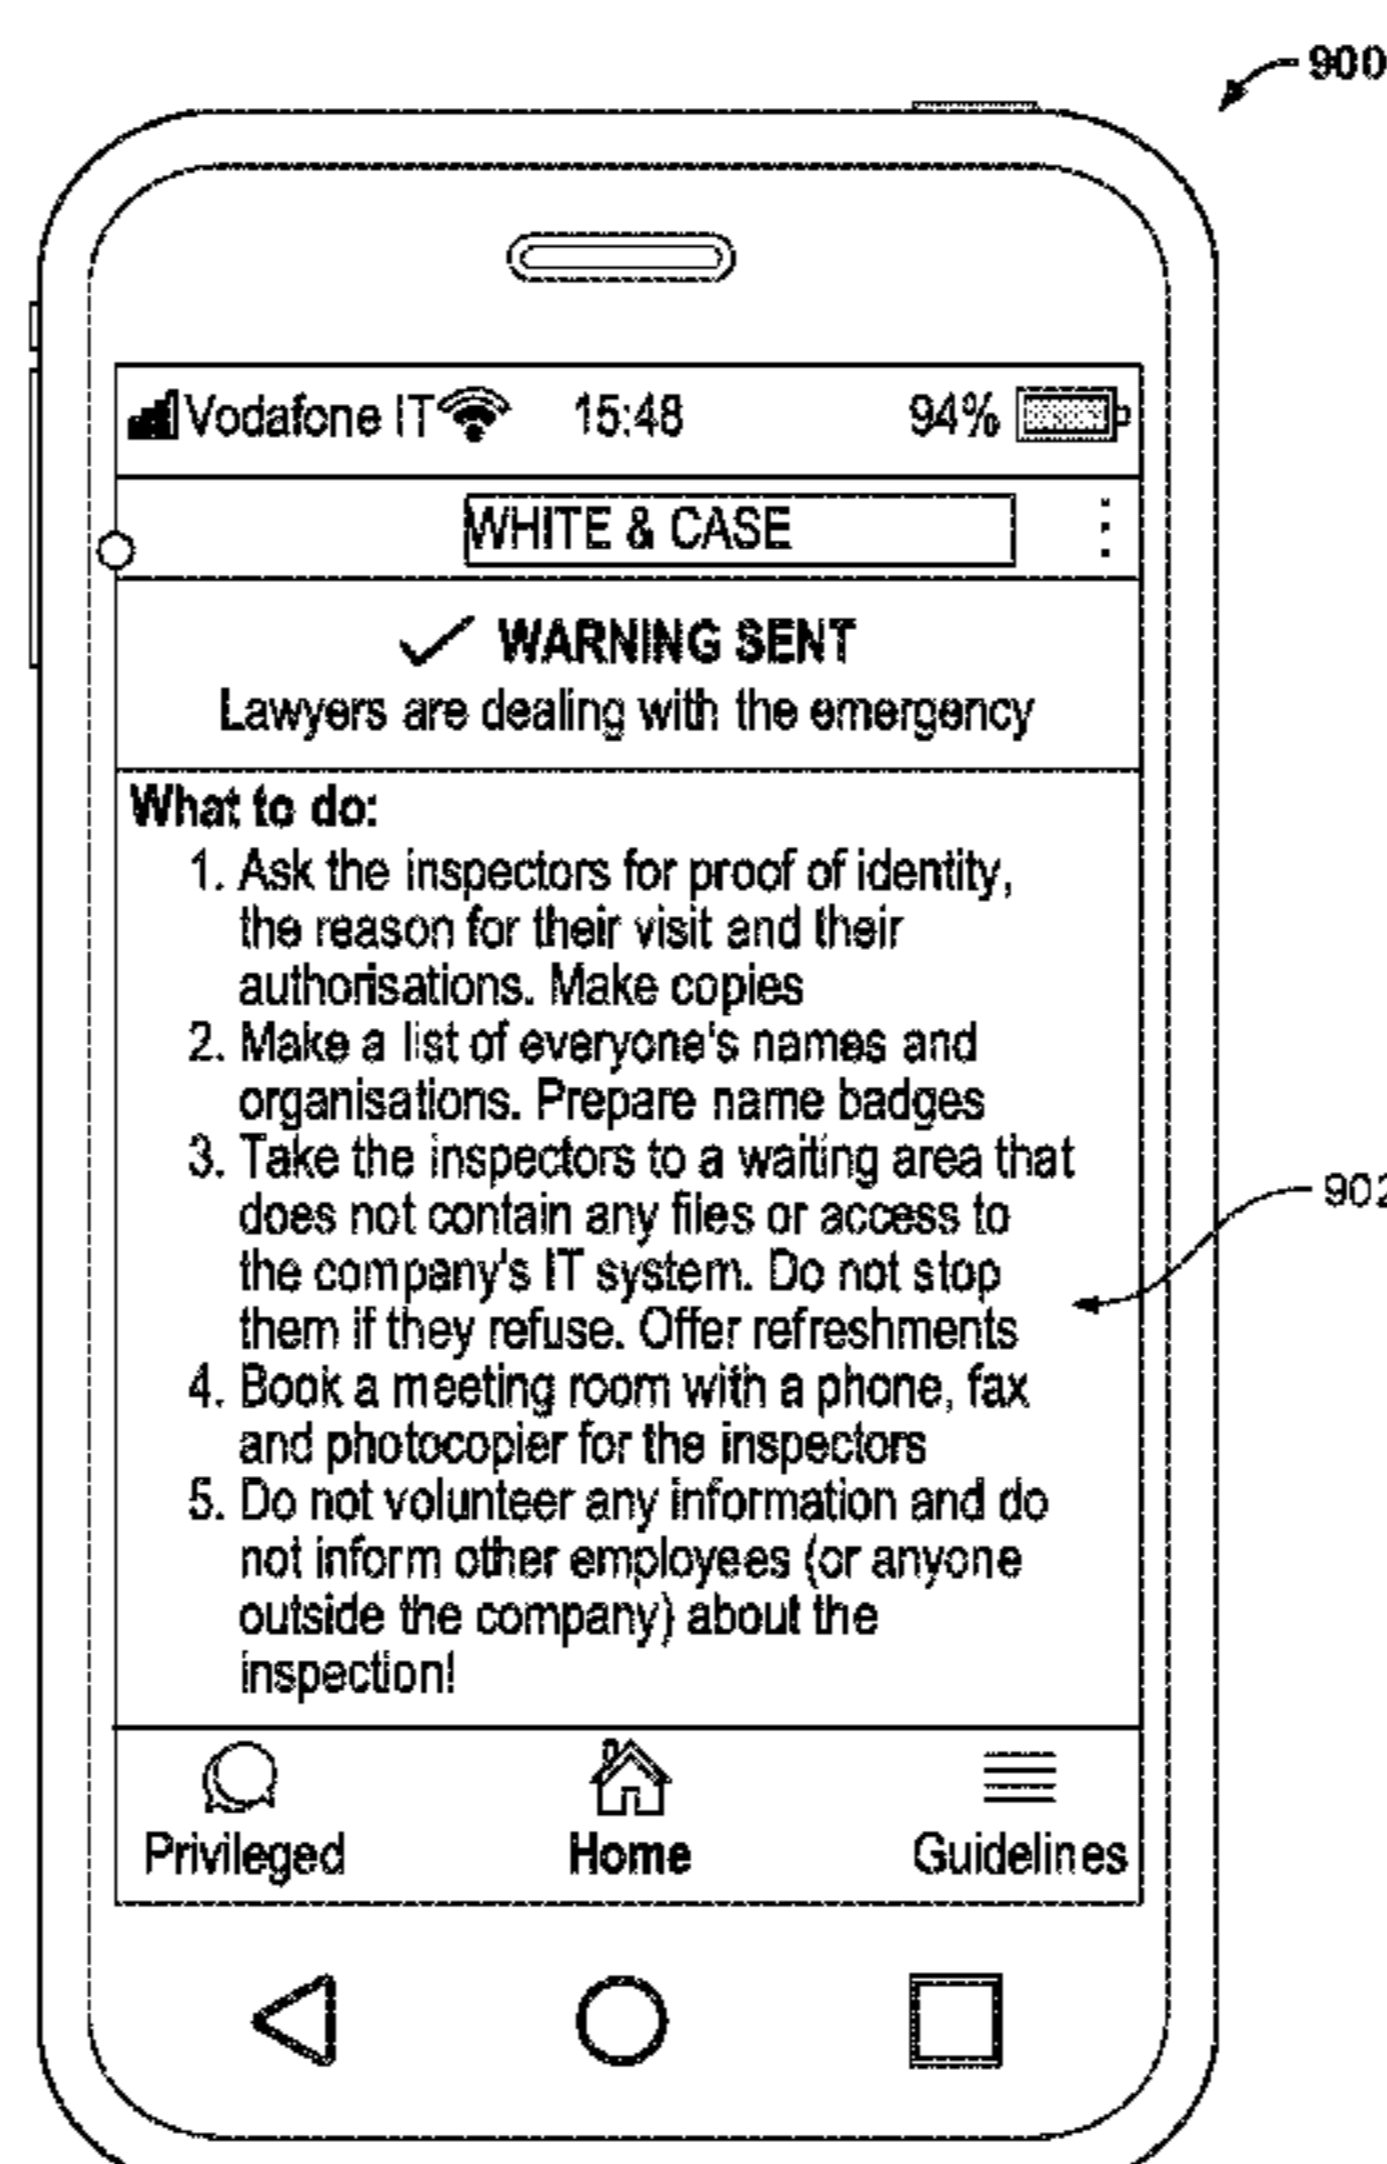 900
Vodafone IT 15:48 94%
WHITE & CASE
WARNING SENT
Lawyers are dealing with the emergency
What to do:
1. Ask the inspectors for proof of identity,
the reason for their visit and their
authorisations. Make copies
2. Make a list of everyone's names and
organisations. Prepare name badges
3. Take the inspectors to a waiting area that
does not contain any files or access to
the company's IT system. Do not stop
them if they refuse. Offer refreshments
902
4. Book a meeting room with a phone, fax
and photocopier for the inspectors
5. Do not volunteer any information and do
not inform other employees (or anyone
outside the company) about the
inspection!
Privileged Home Guidelines